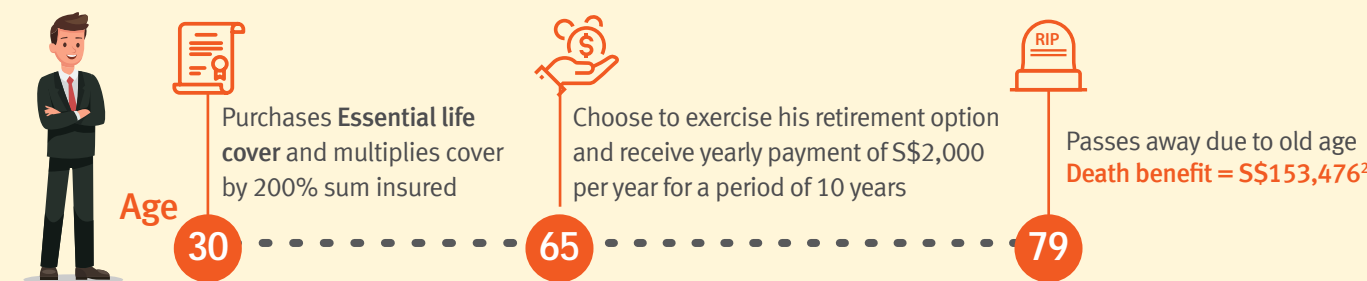 RIP
Purchases Essential life
cover and multiplies cover
by 200% sum insured
Choose to exercise his retirement option
and receive yearly payment of S$2,000
per year for a period of 10 years
Passes away due to old age
Death benefit = S$153,476²
Age
30
65
79
$